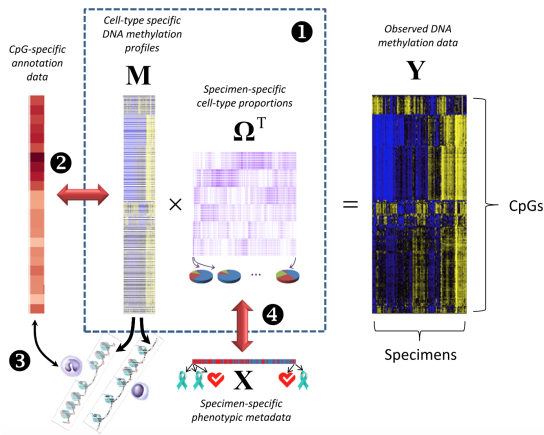 CpG-specific
annotation
data
Cell-type specific
DNA methylation
profiles
M
❶
Specimen-specific
cell-type proportions
Ω^T
Observed DNA
methylation data
Y
❷
×
=
CpGs
...
❹
Specimens
❸
X
Specimen-specific
phenotypic metadata